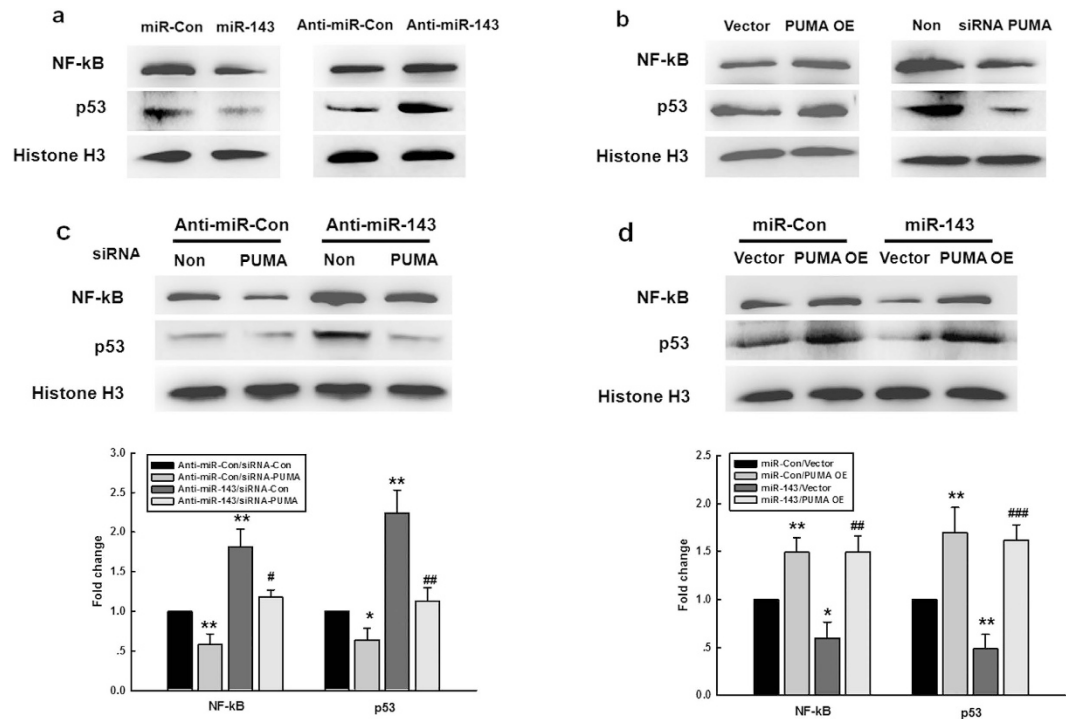 a
miR-Con miR-143 Anti-miR-Con Anti-miR-143
NF-kB
p53
Histone H3
b
Vector PUMA OE Non siRNA PUMA
NF-kB
p53
Histone H3
c
Anti-miR-Con Anti-miR-143
siRNA Non PUMA Non PUMA
NF-kB
p53
Histone H3
3.0
2.5
2.0
1.5
1.0
.5
0.0
Fold change
Anti-miR-Con/siRNA-Con
Anti-miR-Con/siRNA-PUMA
Anti-miR-143/siRNA-Con
Anti-miR-143/siRNA-PUMA
** ** # * ** ##
NF-kB p53
d
miR-Con miR-143
Vector PUMA OE Vector PUMA OE
NF-kB
p53
Histone H3
2.5
2.0
1.5
1.0
.5
0.0
Fold change
miR-Con/Vector
miR-Con/PUMA OE
miR-143/Vector
miR-143/PUMA OE
** * ## ** ** ###
NF-kB p53